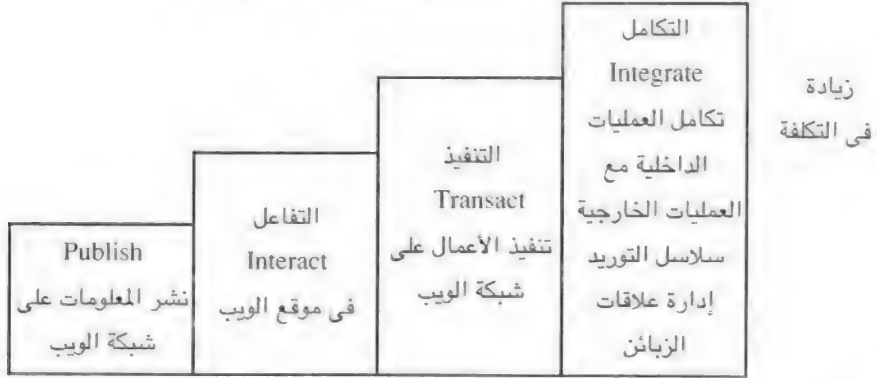 Publish
نشر المعلومات على
شبكة الويب
التفاعل
Interact
فى موقع الويب
التنفيذ
Transact
تنفيذ الأعمال على
شبكة الويب
التكامل
Integrate
تكامل العمليات
الداخلية مع
العمليات الخارجية
سلاسل التوريد
إدارة علاقات
الزبائن
زيادة
فى التكلفة